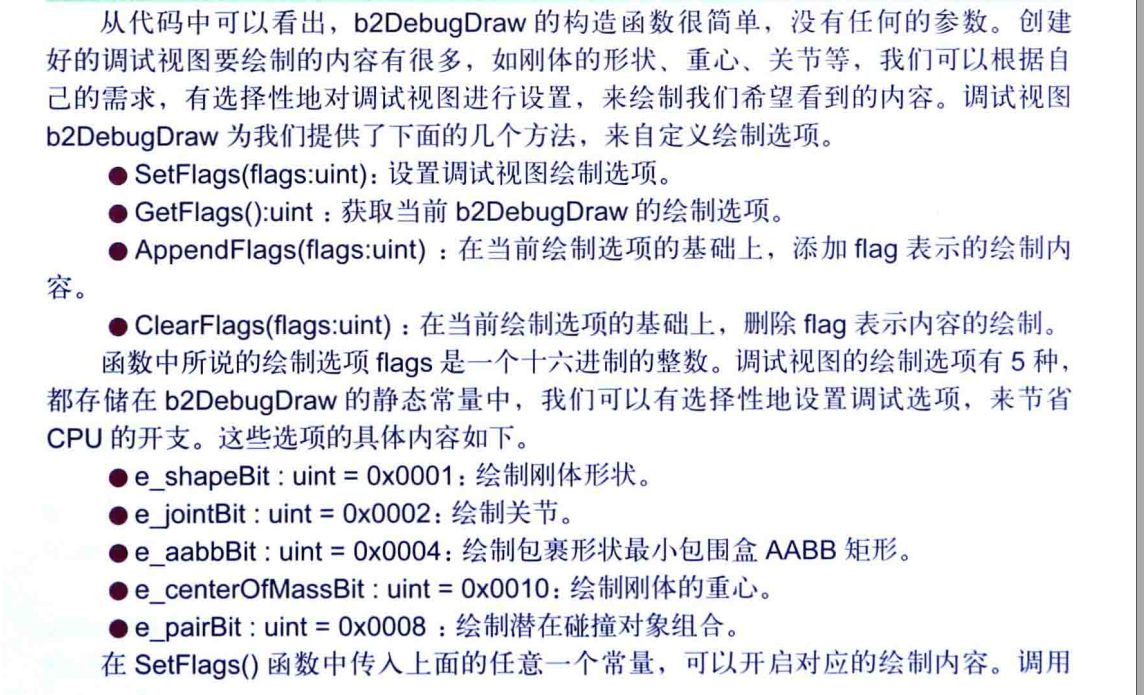 从代码中可以看出，b2DebugDraw 的构造函数很简单，没有任何的参数。创建
好的调试视图要绘制的内容有很多，如刚体的形状、重心、关节等，我们可以根据自
己的需求，有选择性地对调试视图进行设置，来绘制我们希望看到的内容。调试视图
b2DebugDraw 为我们提供了下面的几个方法，来自定义绘制选项。
● SetFlags(flags:uint)：设置调试视图绘制选项。
● GetFlags():uint ：获取当前 b2DebugDraw 的绘制选项。
● AppendFlags(flags:uint) ：在当前绘制选项的基础上，添加 flag 表示的绘制内
容。
● ClearFlags(flags:uint) ：在当前绘制选项的基础上，删除 flag 表示内容的绘制。
函数中所说的绘制选项 flags 是一个十六进制的整数。调试视图的绘制选项有 5 种，
都存储在 b2DebugDraw 的静态常量中，我们可以有选择性地设置调试选项，来节省
CPU 的开支。这些选项的具体内容如下。
● e_shapeBit : uint = 0x0001：绘制刚体形状。
● e_jointBit : uint = 0x0002：绘制关节。
● e_aabbBit : uint = 0x0004：绘制包裹形状最小包围盒 AABB 矩形。
● e_centerOfMassBit : uint = 0x0010：绘制刚体的重心。
● e_pairBit : uint = 0x0008 ：绘制潜在碰撞对象组合。
在 SetFlags() 函数中传入上面的任意一个常量，可以开启对应的绘制内容。调用